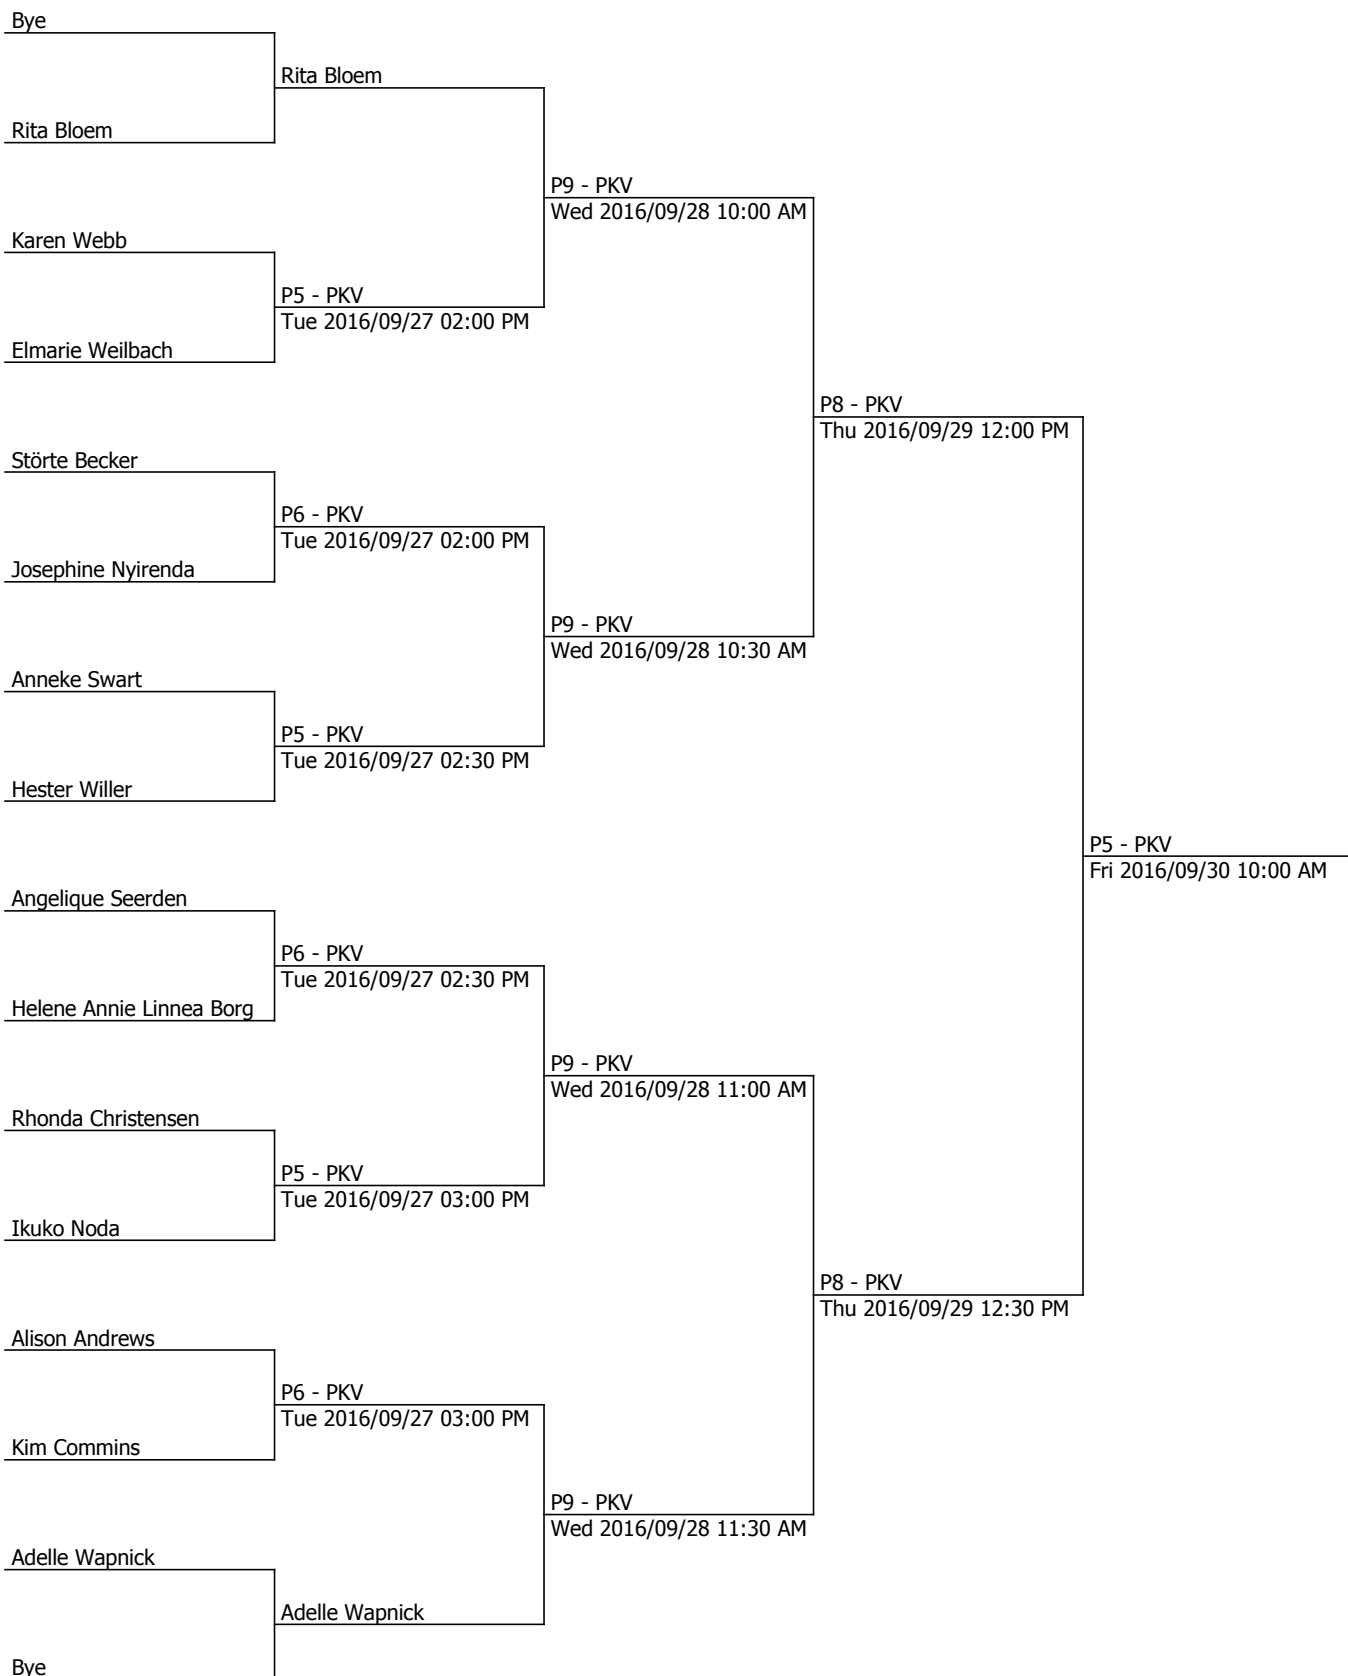 Bye
Rita Bloem
Rita Bloem
P9 - PKV
Wed 2016/09/28 10:00 AM
Karen Webb
P5 - PKV
Tue 2016/09/27 02:00 PM
Elmarie Weilbach
P8 - PKV
Thu 2016/09/29 12:00 PM
Störte Becker
P6 - PKV
Tue 2016/09/27 02:00 PM
Josephine Nyirenda
P9 - PKV
Wed 2016/09/28 10:30 AM
Anneke Swart
P5 - PKV
Tue 2016/09/27 02:30 PM
Hester Willer
P5 - PKV
Fri 2016/09/30 10:00 AM
Angelique Seerden
P6 - PKV
Tue 2016/09/27 02:30 PM
Helene Annie Linnea Borg
P9 - PKV
Wed 2016/09/28 11:00 AM
Rhonda Christensen
P5 - PKV
Tue 2016/09/27 03:00 PM
Ikuko Noda
P8 - PKV
Thu 2016/09/29 12:30 PM
Alison Andrews
P6 - PKV
Tue 2016/09/27 03:00 PM
Kim Commins
P9 - PKV
Wed 2016/09/28 11:30 AM
Adelle Wapnick
Adelle Wapnick
Bye